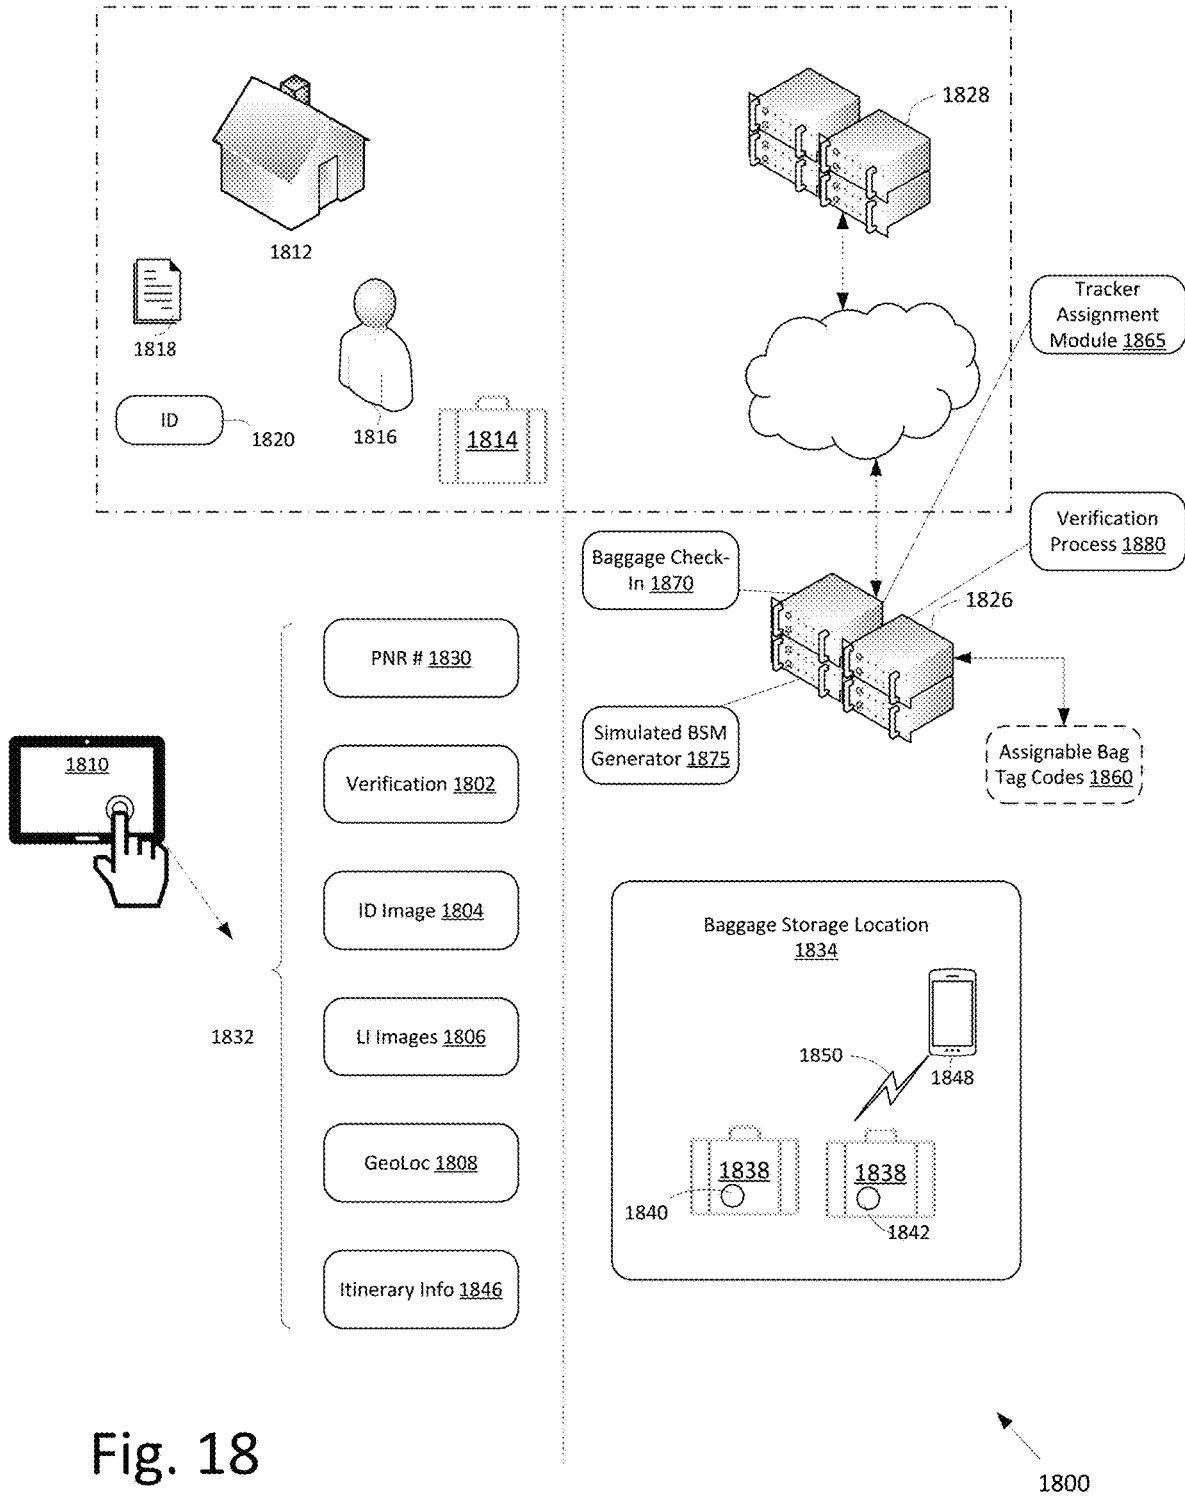 1828
1812
Tracker
Assignment
Module 1865
1818
ID
1820
1816
1814
Verification
Process 1880
Baggage Check-
In 1870
1826
PNR # 1830
Simulated BSM
Generator 1875
Assignable Bag
Tag Codes 1860
1810
Verification 1802
ID Image 1804
Baggage Storage Location
1834
1832
LI Images 1806
1850
1848
GeoLoc 1808
1838
1838
1840
1842
Itinerary Info 1846
Fig. 18
1800